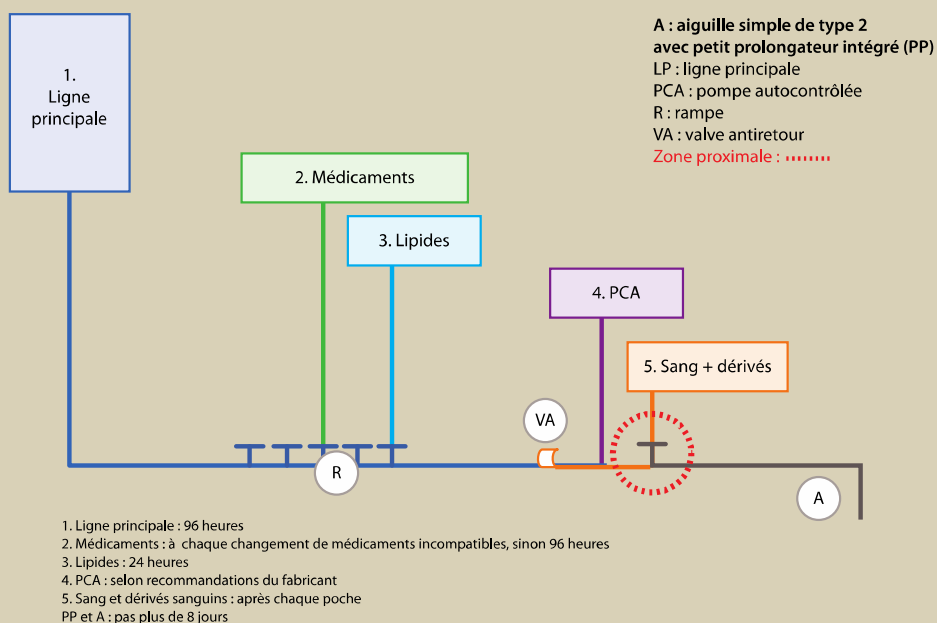 1.
Ligne
principale
A : aiguille simple de type 2
avec petit prolongateur intégré (PP)
LP : ligne principale
PCA : pompe autocontrôlée
R : rampe
VA : valve antiretour
Zone proximale :
2. Médicaments
3. Lipides
4. PCA
5. Sang + dérivés
VA
R
A
1. Ligne principale : 96 heures
2. Médicaments : à chaque changement de médicaments incompatibles, sinon 96 heures
3. Lipides : 24 heures
4. PCA : selon recommandations du fabricant
5. Sang et dérivés sanguins : après chaque poche
PP et A : pas plus de 8 jours